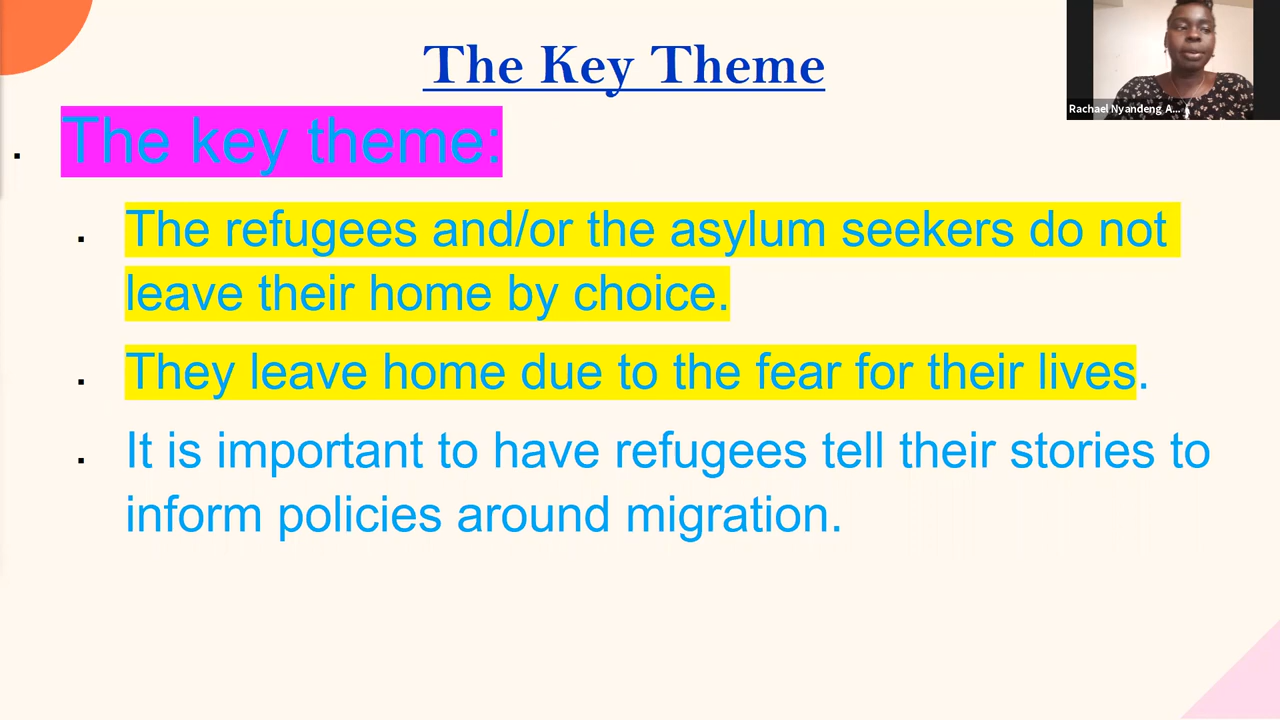 The Key Theme
Rachael Nyandeng A...
The key theme:
The refugees and/or the asylum seekers do not
leave their home by choice.
They leave home due to the fear for their lives.
It is important to have refugees tell their stories to
inform policies around migration.